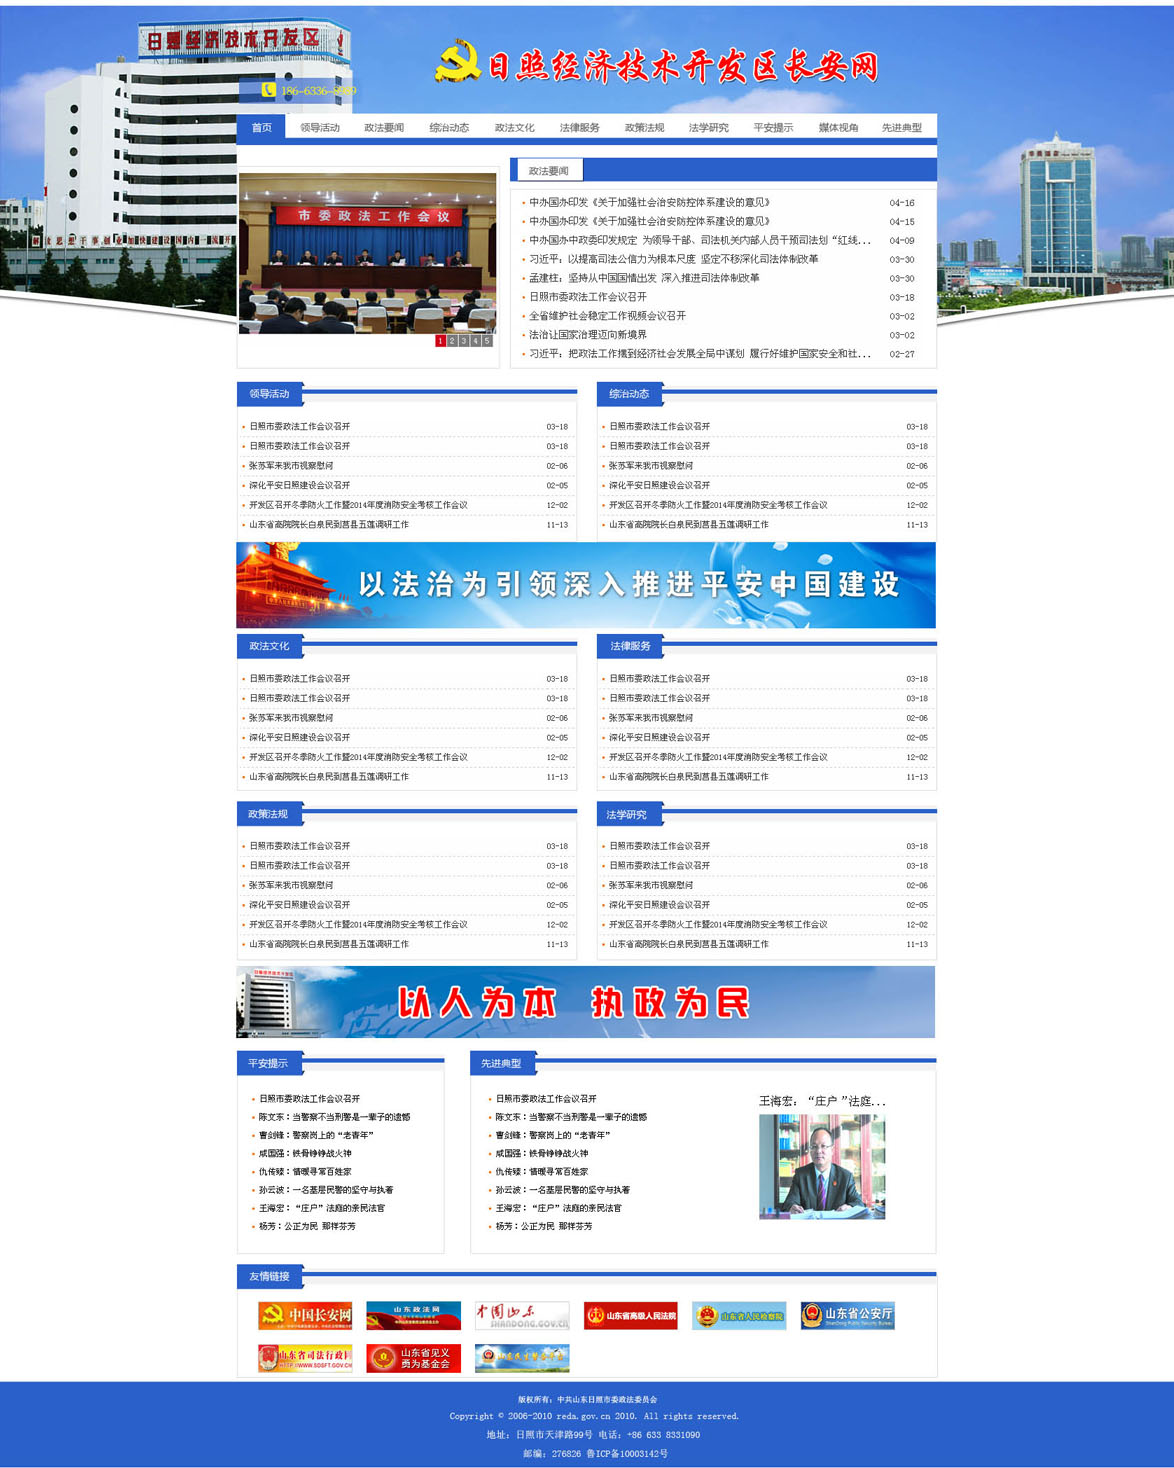 日照经济技术开发区
日照经济技术开发区长安网
首页 领导活动 政法要闻 综治动态 政法文化 法律服务 政策法规 法学研究 平安提示 媒体视角 先进典型
市委政法工作会议
1 2 3 4 5
政法要闻
中办国办印发《关于加强社会治安防控体系建设的意见》 04-16
中办国办印发《关于加强社会治安防控体系建设的意见》 04-15
中办国办中政委印发规定 为领导干部、司法机关内部人员干预司法划“红线... 04-09
习近平：以提高司法公信力为根本尺度 坚定不移深化司法体制改革 03-30
孟建柱：坚持从中国国情出发 深入推进司法体制改革 03-30
日照市委政法工作会议召开 03-18
全省维护社会稳定工作视频会议召开 03-02
法治让国家治理迈向新境界 03-02
习近平：把政法工作摆到经济社会发展全局中谋划 履行好维护国家安全和社... 02-27
领导活动
日照市委政法工作会议召开 03-18
日照市委政法工作会议召开 03-18
张苏军来我市视察慰问 02-06
深化平安日照建设会议召开 02-05
开发区召开冬季防火工作暨2014年度消防安全考核工作会议 12-02
山东省高院院长白泉民到莒县五莲调研工作 11-13
综治动态
日照市委政法工作会议召开 03-18
日照市委政法工作会议召开 03-18
张苏军来我市视察慰问 02-06
深化平安日照建设会议召开 02-05
开发区召开冬季防火工作暨2014年度消防安全考核工作会议 12-02
山东省高院院长白泉民到莒县五莲调研工作 11-13
以法治为引领深入推进平安中国建设
政法文化
日照市委政法工作会议召开 03-18
日照市委政法工作会议召开 03-18
张苏军来我市视察慰问 02-06
深化平安日照建设会议召开 02-05
开发区召开冬季防火工作暨2014年度消防安全考核工作会议 12-02
山东省高院院长白泉民到莒县五莲调研工作 11-13
法律服务
日照市委政法工作会议召开 03-18
日照市委政法工作会议召开 03-18
张苏军来我市视察慰问 02-06
深化平安日照建设会议召开 02-05
开发区召开冬季防火工作暨2014年度消防安全考核工作会议 12-02
山东省高院院长白泉民到莒县五莲调研工作 11-13
政策法规
日照市委政法工作会议召开 03-18
日照市委政法工作会议召开 03-18
张苏军来我市视察慰问 02-06
深化平安日照建设会议召开 02-05
开发区召开冬季防火工作暨2014年度消防安全考核工作会议 12-02
山东省高院院长白泉民到莒县五莲调研工作 11-13
法学研究
日照市委政法工作会议召开 03-18
日照市委政法工作会议召开 03-18
张苏军来我市视察慰问 02-06
深化平安日照建设会议召开 02-05
开发区召开冬季防火工作暨2014年度消防安全考核工作会议 12-02
山东省高院院长白泉民到莒县五莲调研工作 11-13
以人为本 执政为民
平安提示
日照市委政法工作会议召开
陈文东：当警察不当刑警是一辈子的遗憾
曹剑锋：警察岗上的“老青年”
咸国强：铁骨铮铮战火神
仇传臻：情暖寻常百姓家
孙云波：一名基层民警的坚守与执著
王海宏：“庄户”法庭的亲民法官
杨芳：公正为民 那样芬芳
先进典型
日照市委政法工作会议召开
陈文东：当警察不当刑警是一辈子的遗憾
曹剑锋：警察岗上的“老青年”
咸国强：铁骨铮铮战火神
仇传臻：情暖寻常百姓家
孙云波：一名基层民警的坚守与执著
王海宏：“庄户”法庭的亲民法官
杨芳：公正为民 那样芬芳
王海宏：“庄户”法庭...
友情链接
中国长安网
山东政法网
中国山东
SHANDONG.GOV.CN
山东省高级人民法院
山东省人民检察院
山东省公安厅
ShanDong Public Security Bureau
山东省司法行政网
HTTP://WWW.SDSFT.GOV.CN
山东省见义
勇为基金会
版权所有：中共山东日照市委政法委员会
Copyright © 2006-2010 reda.gov.cn 2010. All rights reserved.
地址：日照市天津路99号 电话：+86 633 8331090
邮编：276826 鲁ICP备10003142号